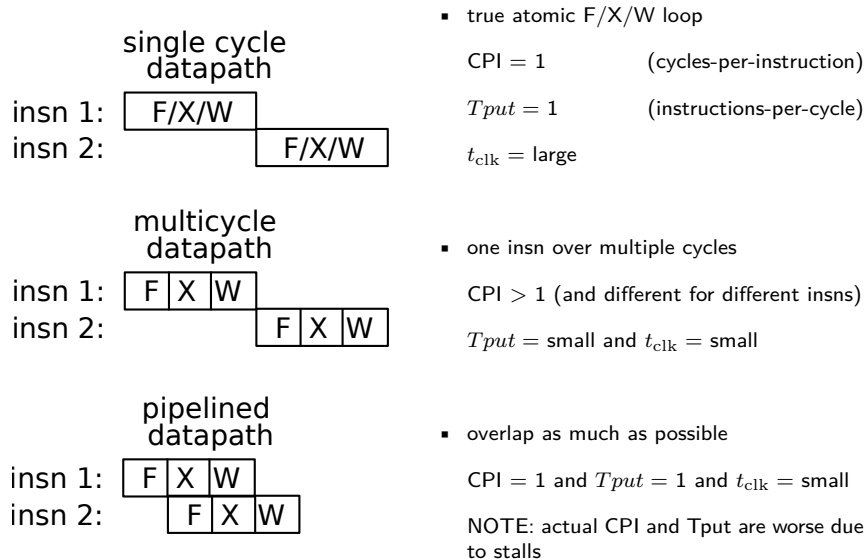 single cycle
datapath
insn 1: F/X/W
insn 2: F/X/W
▪ true atomic F/X/W loop
CPI = 1 (cycles-per-instruction)
Tput = 1 (instructions-per-cycle)
t_clk = large
multicycle
datapath
insn 1: F X W
insn 2: F X W
▪ one insn over multiple cycles
CPI > 1 (and different for different insns)
Tput = small and t_clk = small
pipelined
datapath
insn 1: F X W
insn 2: F X W
▪ overlap as much as possible
CPI = 1 and Tput = 1 and t_clk = small
NOTE: actual CPI and Tput are worse due
to stalls